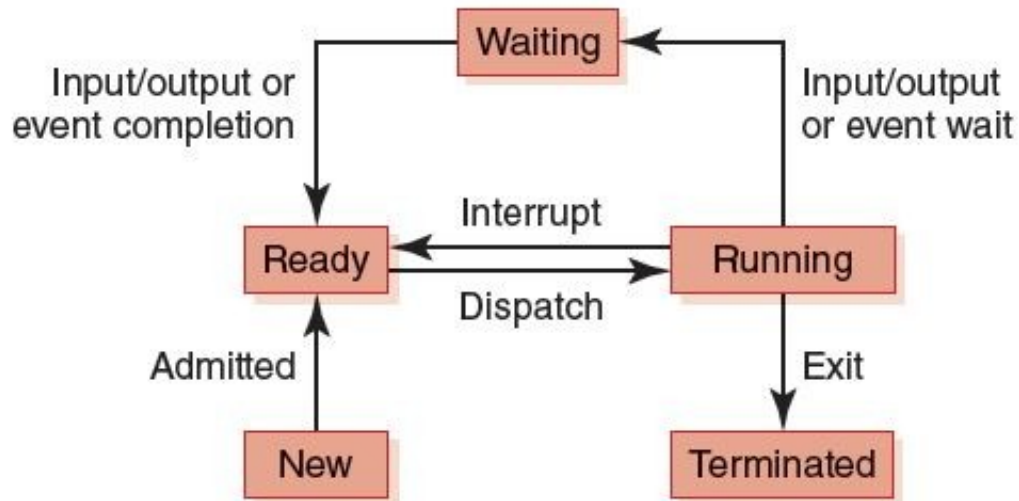 Waiting
Input/output or
event completion
Input/output
or event wait
Interrupt
Ready
Running
Dispatch
Admitted
Exit
New
Terminated